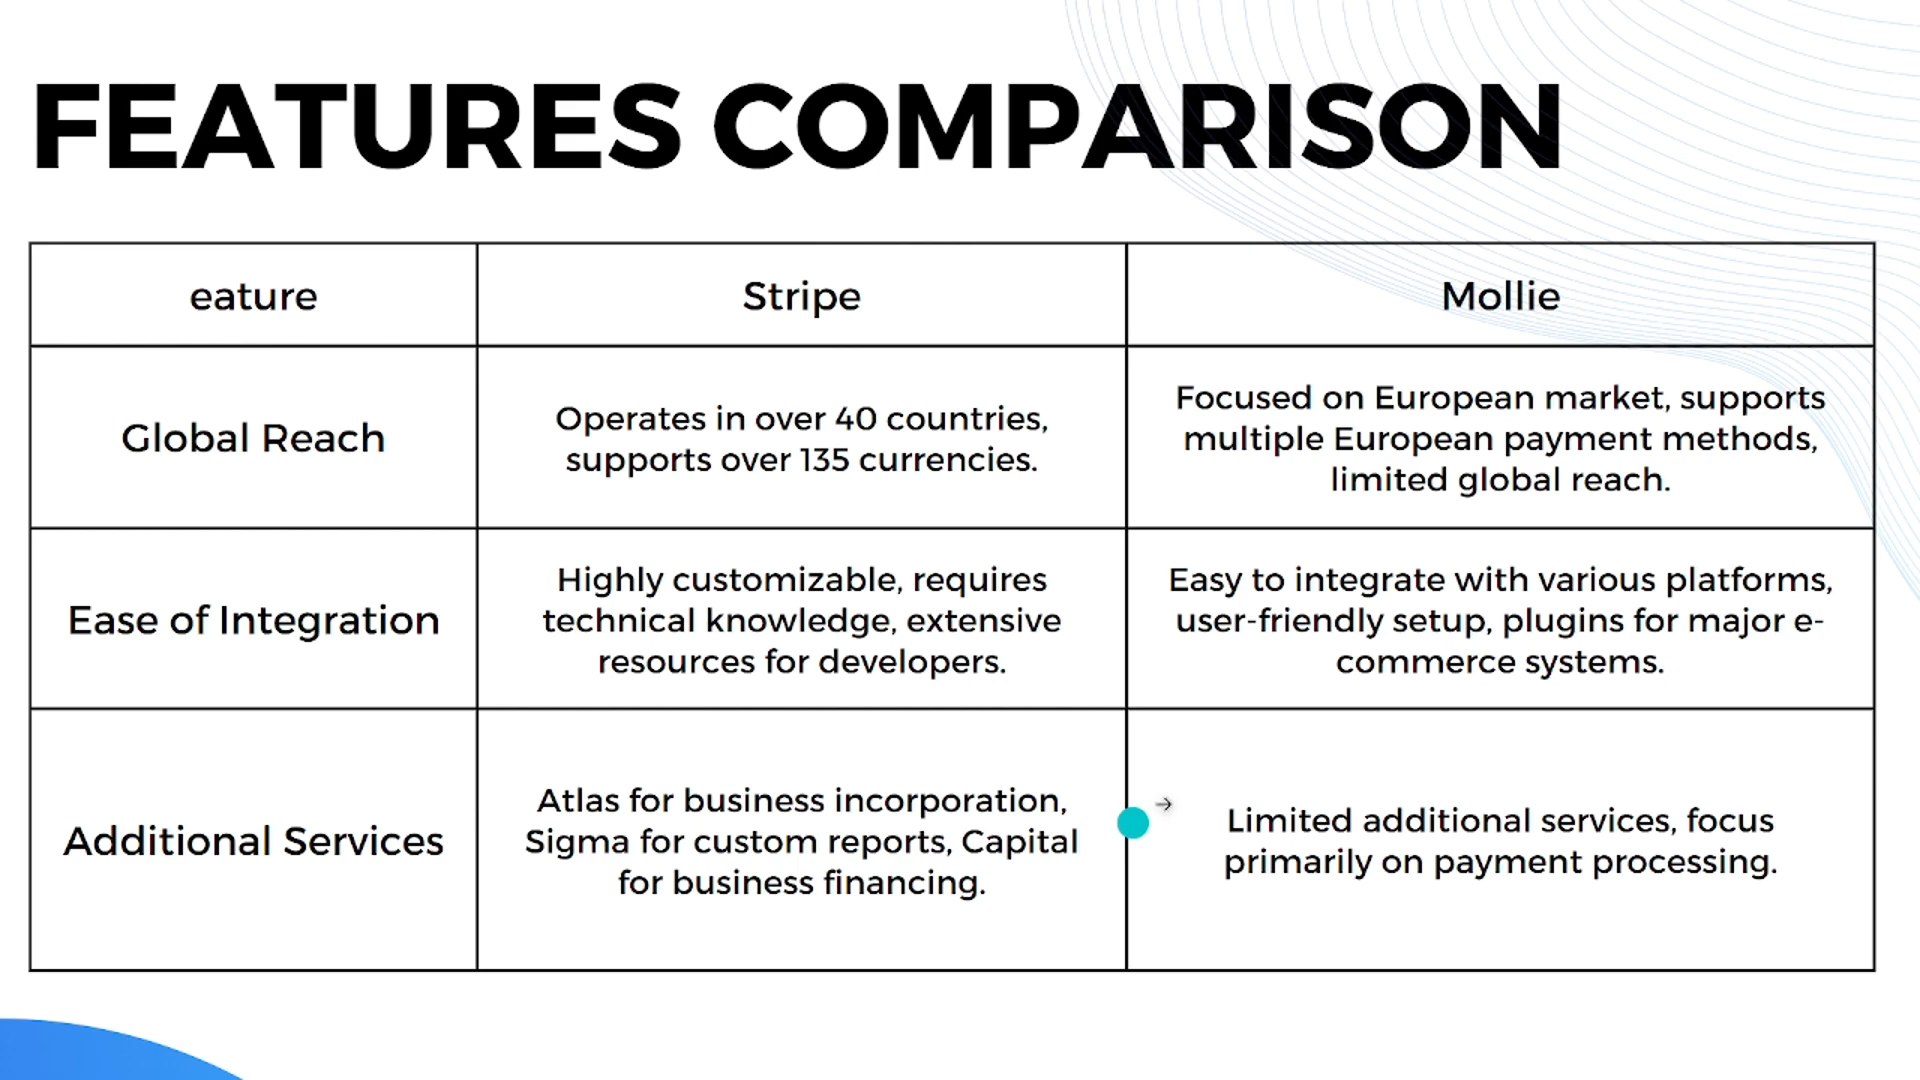 FEATURES COMPARISON
eature
Stripe
Mollie
Global Reach
Operates in over 40 countries,
supports over 135 currencies.
Focused on European market, supports
multiple European payment methods,
limited global reach.
Ease of Integration
Highly customizable, requires
technical knowledge, extensive
resources for developers.
Easy to integrate with various platforms,
user-friendly setup, plugins for major e-
commerce systems.
Additional Services
Atlas for business incorporation,
Sigma for custom reports, Capital
for business financing.
Limited additional services, focus
primarily on payment processing.